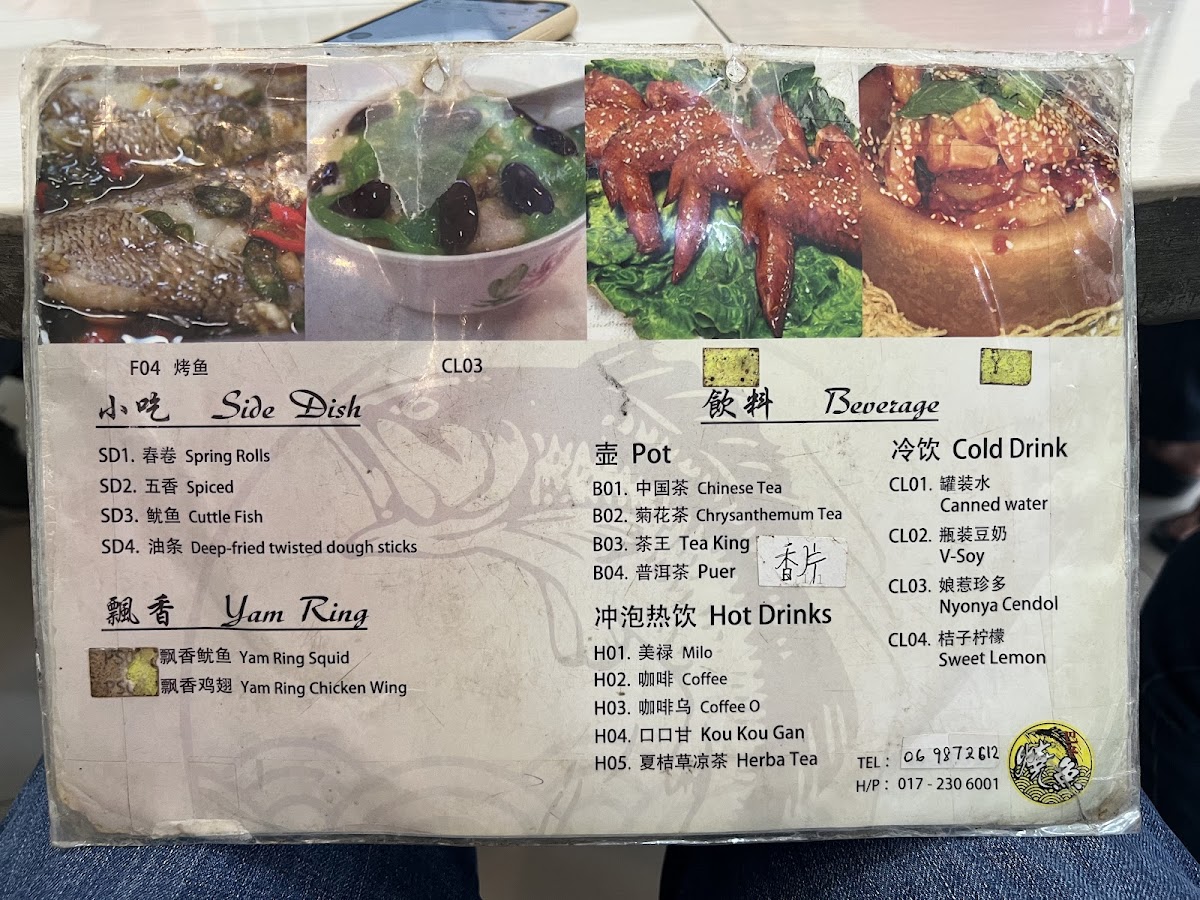 F04 烤鱼
CL03
小吃 Side Dish
SD1. 春卷 Spring Rolls
SD2. 五香 Spiced
SD3. 鱿鱼 Cuttle Fish
SD4. 油条 Deep-fried twisted dough sticks
飘香 Yam Ring
飘香鱿鱼 Yam Ring Squid
飘香鸡翅 Yam Ring Chicken Wing
飲料 Beverage
壶 Pot
B01. 中国茶 Chinese Tea
B02. 菊花茶 Chrysanthemum Tea
B03. 茶王 Tea King
B04. 普洱茶 Puer
香片
冲泡热饮 Hot Drinks
H01. 美禄 Milo
H02. 咖啡 Coffee
H03. 咖啡乌 Coffee O
H04. 口口甘 Kou Kou Gan
H05. 夏桔草凉茶 Herba Tea
冷饮 Cold Drink
CL01. 罐装水
Canned water
CL02. 瓶装豆奶
V-Soy
CL03. 娘惹珍多
Nyonya Cendol
CL04. 桔子柠檬
Sweet Lemon
TEL : 06 9872612
H/P : 017 - 230 6001